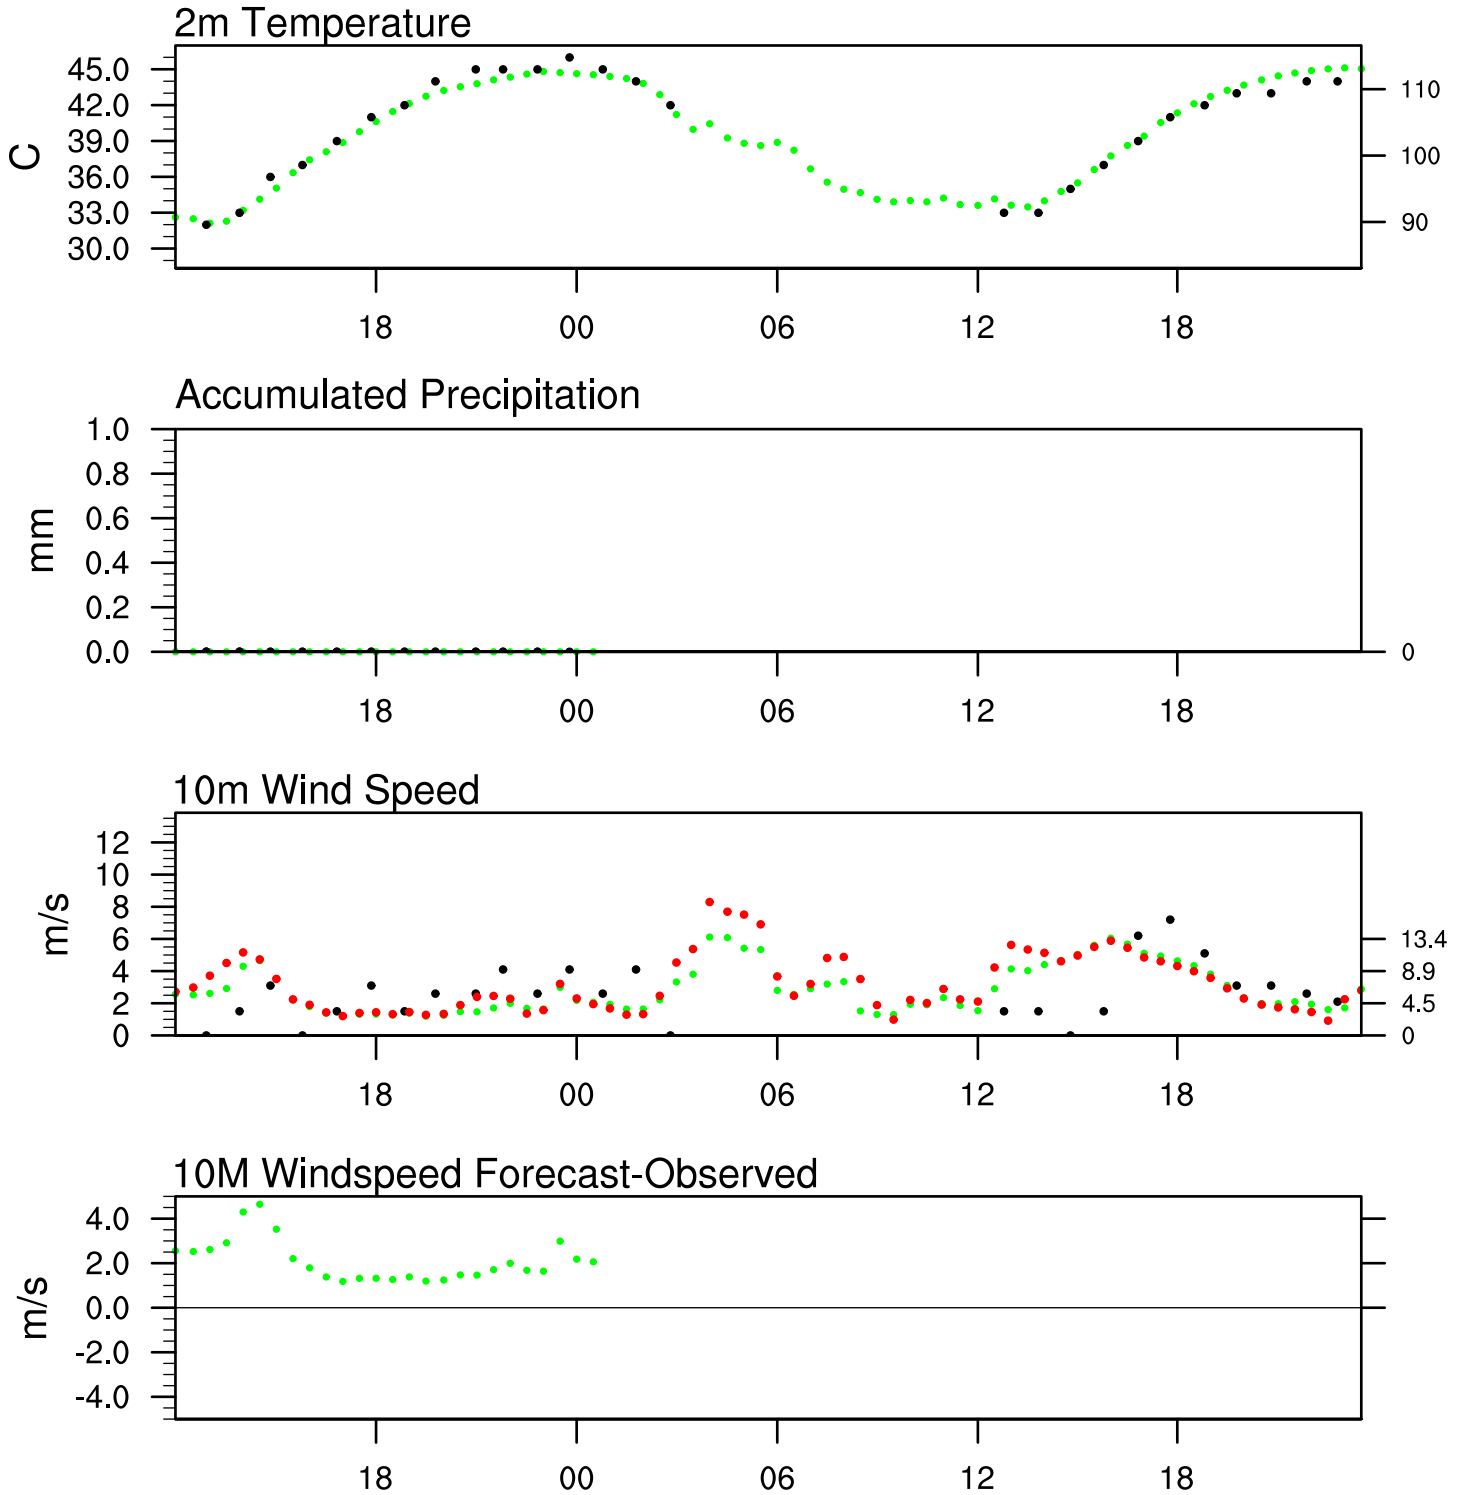 2m Temperature
C
45.0
42.0
39.0
36.0
33.0
30.0
110
100
90
18 00 06 12 18
Accumulated Precipitation
mm
1.0
0.8
0.6
0.4
0.2
0.0
0
18 00 06 12 18
10m Wind Speed
m/s
12
10
8
6
4
2
0
13.4
8.9
4.5
0
18 00 06 12 18
10M Windspeed Forecast-Observed
m/s
4.0
2.0
0.0
-2.0
-4.0
18 00 06 12 18